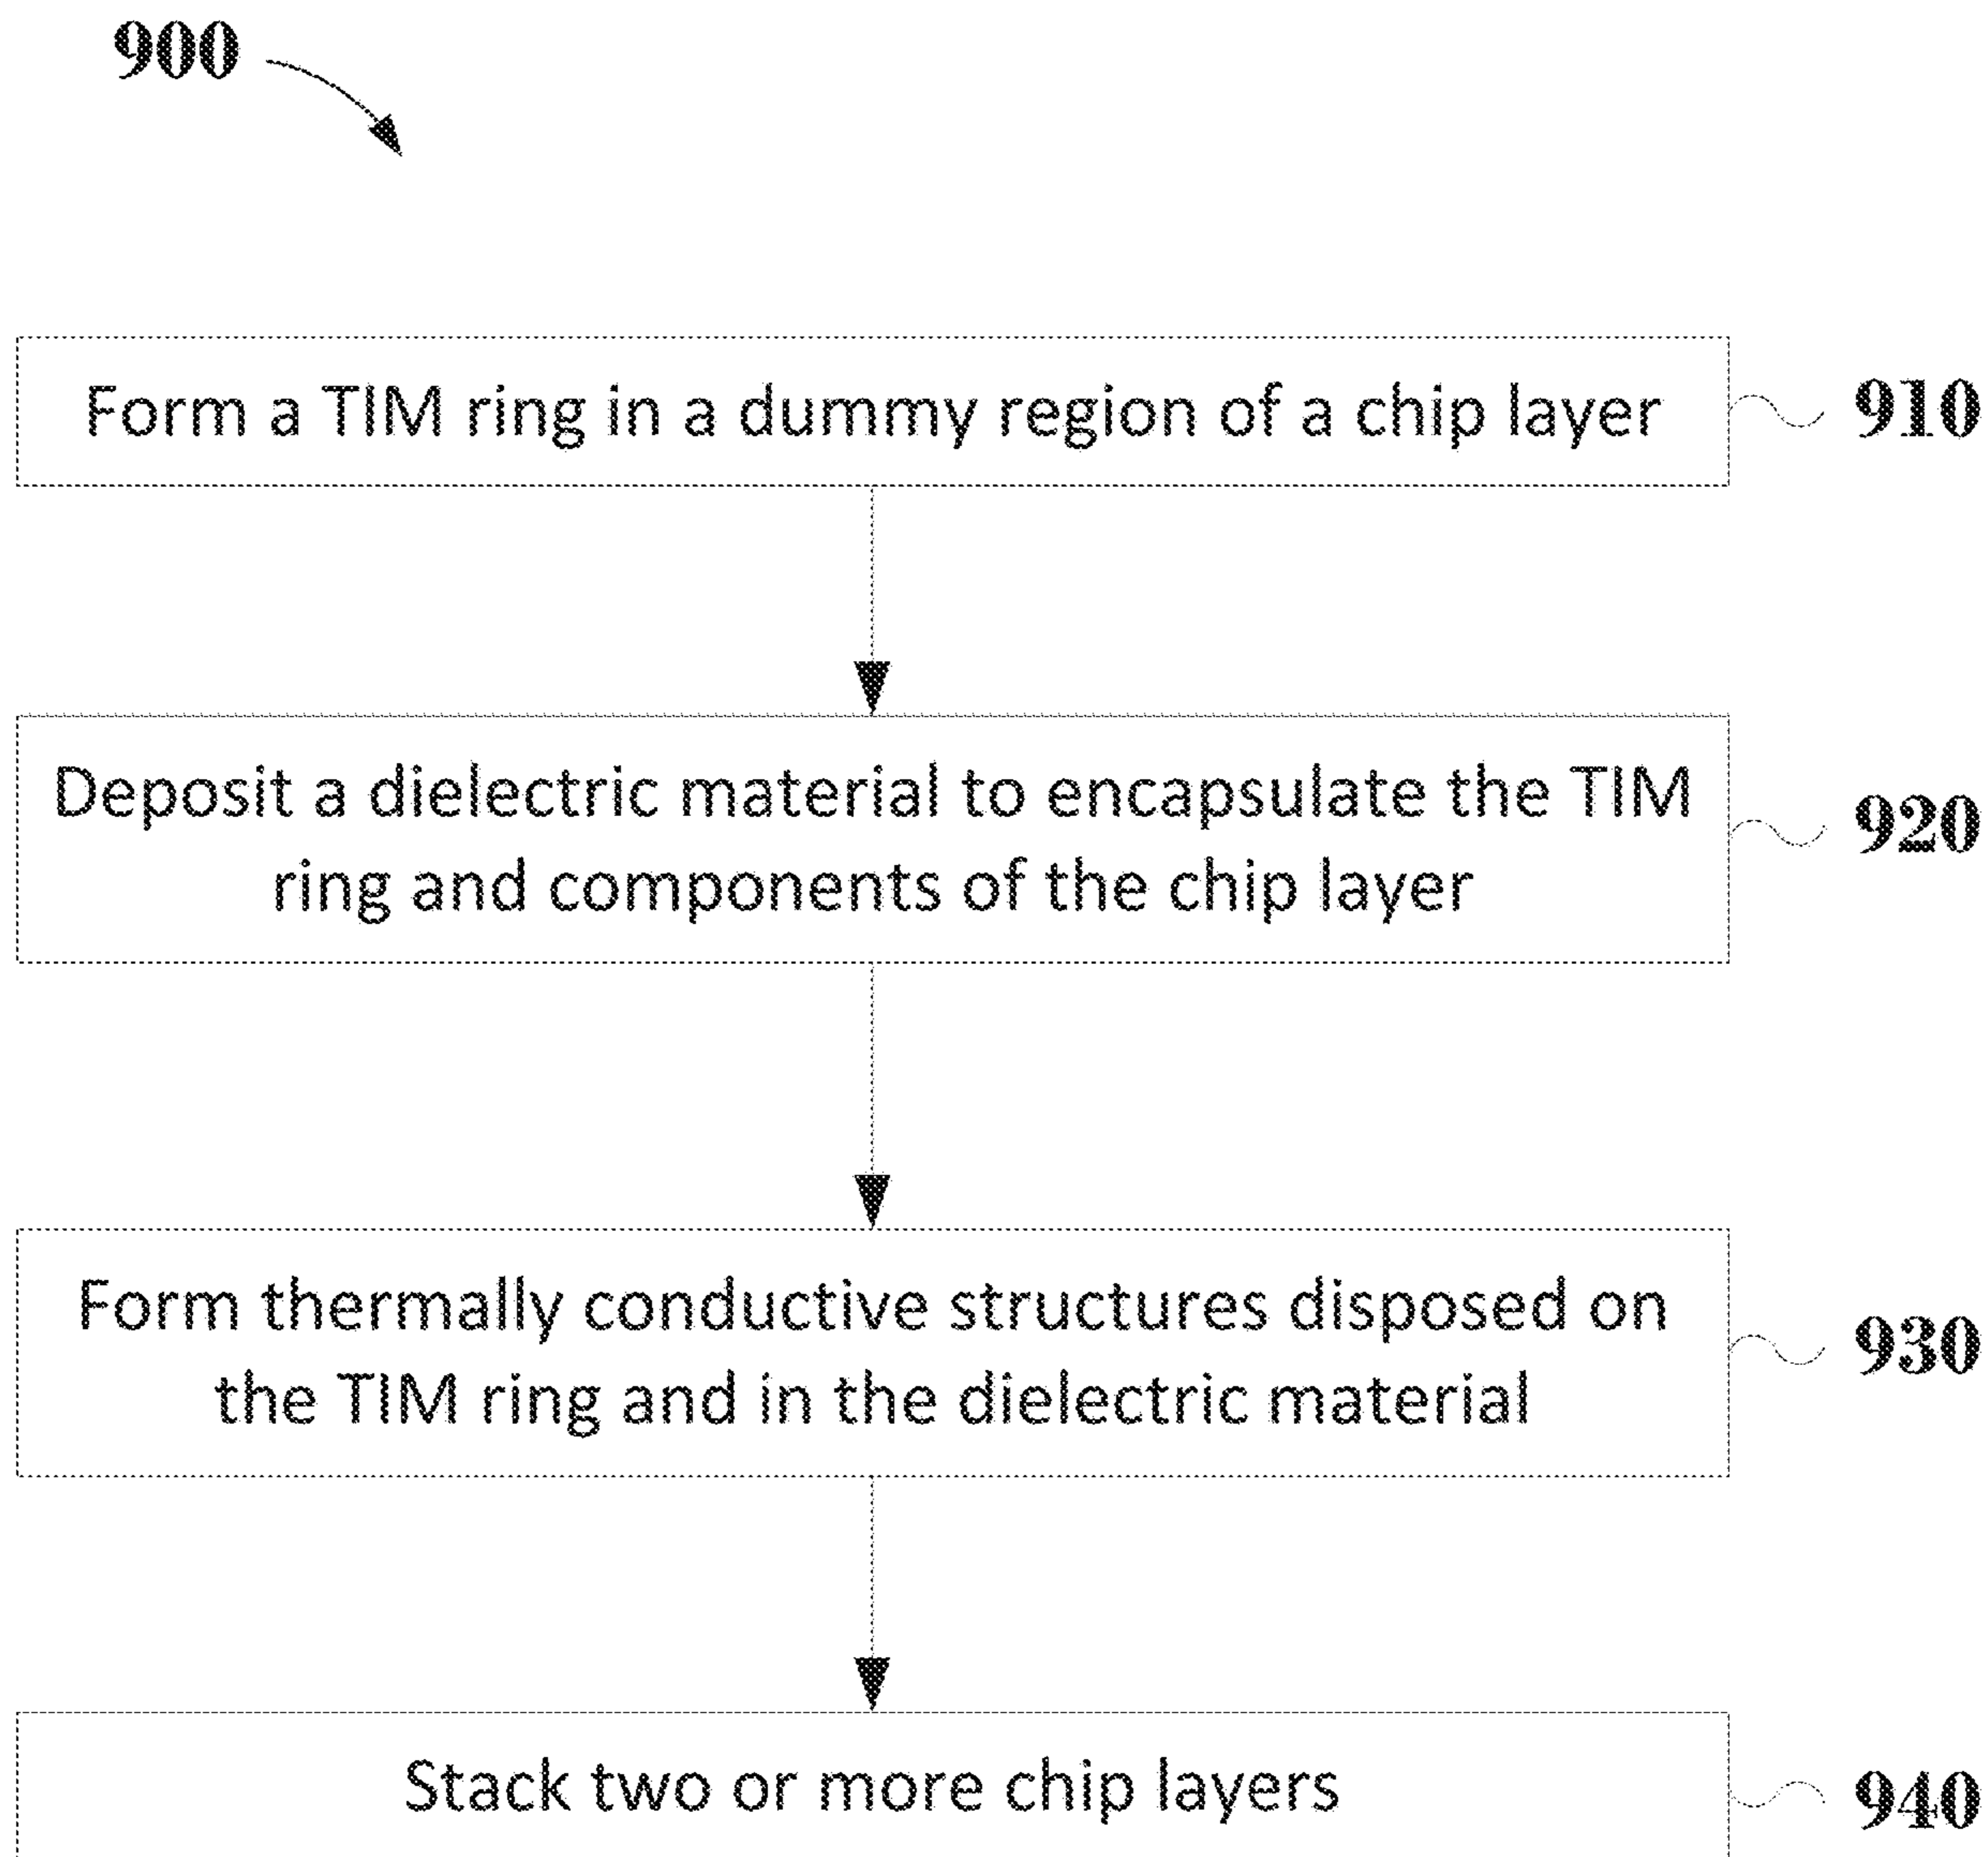 900
Form a TIM ring in a dummy region of a chip layer
910
Deposit a dielectric material to encapsulate the TIM
ring and components of the chip layer
920
Form thermally conductive structures disposed on
the TIM ring and in the dielectric material
930
Stack two or more chip layers
940